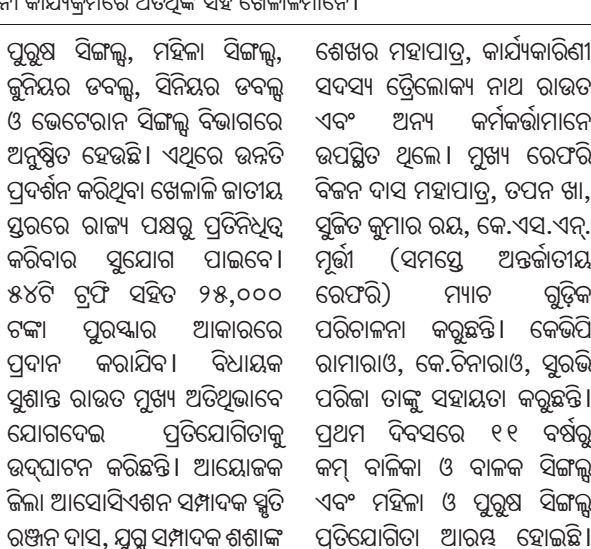 କାର୍ଯ୍ୟକ୍ରମରେ ଅତିଥିଙ୍କ ସହ ଖେଳାଳିମାନେ।
ପୁରୁଷ ସିଙ୍ଗଲ୍ସ, ମହିଳା ସିଙ୍ଗଲ୍ସ,
ଜୁନିୟର ଡବଲ୍ସ, ସିନିୟର ଡବଲ୍ସ
ଓ ଭେଟେରାନ ସିଙ୍ଗଲ୍ସ ବିଭାଗରେ
ଅନୁଷ୍ଠିତ ହେଉଛି। ଏଥିରେ ଉନ୍ନତି
ପ୍ରଦର୍ଶନ କରିଥିବା ଖେଳାଳି ଜାତୀୟ
ସ୍ତରରେ ରାଜ୍ୟ ପକ୍ଷରୁ ପ୍ରତିନିଧିତ୍ୱ
କରିବାର ସୁଯୋଗ ପାଇବେ।
୫୪ଟି ଟ୍ରଫି ସହିତ ୨୫,୦୦୦
ଟଙ୍କା ପୁରସ୍କାର ଆକାରରେ
ପ୍ରଦାନ କରାଯିବ। ବିଧାୟକ
ସୁଶାନ୍ତ ରାଉତ ମୁଖ୍ୟ ଅତିଥିଭାବେ
ଯୋଗଦେଇ ପ୍ରତିଯୋଗିତାକୁ
ଉଦ୍‌ଘାଟନ କରିଛନ୍ତି। ଆୟୋଜକ
ଜିଲା ଆସୋସିଏଶନ ସମ୍ପାଦକ ସ୍ମୃତି
ରଞ୍ଜନ ଦାସ, ଯୁଗ୍ମ ସମ୍ପାଦକ ଶଶାଙ୍କ
ଶେଖର ମହାପାତ୍ର, କାର୍ଯ୍ୟକାରିଣୀ
ସଦସ୍ୟ ତ୍ରୈଲୋକ୍ୟ ନାଥ ରାଉତ
ଏବଂ ଅନ୍ୟ କର୍ମକର୍ତ୍ତାମାନେ
ଉପସ୍ଥିତ ଥିଲେ। ମୁଖ୍ୟ ରେଫରି
ବିଜନ ଦାସ ମହାପାତ୍ର, ତପନ ଖାଁ,
ସୁଜିତ କୁମାର ରୟ, କେ.ଏସ.ଏନ୍.
ମୂର୍ତ୍ତୀ (ସମସ୍ତେ ଅନ୍ତର୍ଜାତୀୟ
ରେଫରି) ମ୍ୟାଚ ଗୁଡ଼ିକ
ପରିଚାଳନା କରୁଛନ୍ତି। କେଭିପି
ରାମାରାଓ, କେ.ଚିନାରାଓ, ସୁରଭି
ପରିଜା ତାଙ୍କୁ ସହାୟତା କରୁଛନ୍ତି।
ପ୍ରଥମ ଦିବସରେ ୧୧ ବର୍ଷରୁ
କମ୍ ବାଳିକା ଓ ବାଳକ ସିଙ୍ଗଲ୍ସ
ଏବଂ ମହିଳା ଓ ପୁରୁଷ ସିଙ୍ଗଲ୍ସ
ପ୍ରତିଯୋଗିତା ଆରମ୍ଭ ହୋଇଛି।